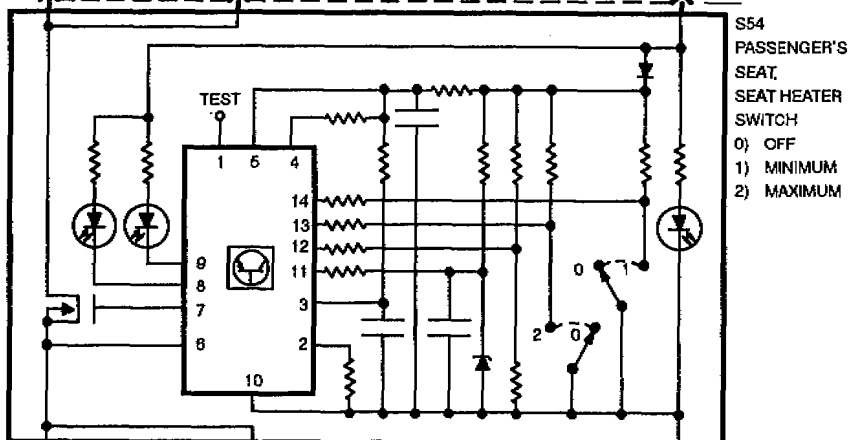 S54
PASSENGER'S
SEAT,
SEAT HEATER
SWITCH
0) OFF
1) MINIMUM
2) MAXIMUM
TEST
1 5 4
14
13
12
11
9
8
7
3
6
2
10
0 1
2 0